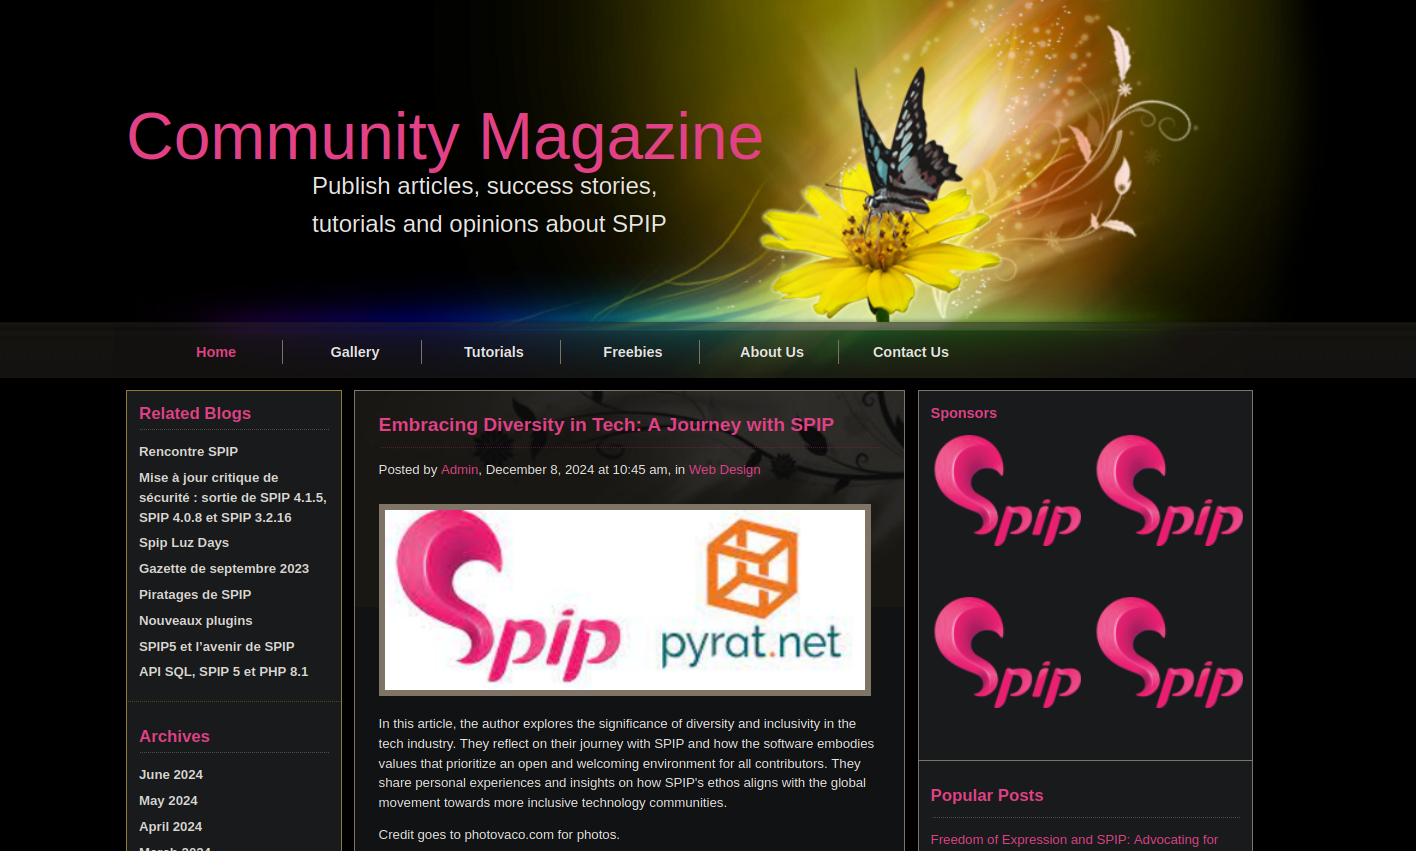 Community Magazine
Publish articles, success stories,
tutorials and opinions about SPIP
Home
Gallery
Tutorials
Freebies
About Us
Contact Us
Related Blogs
Rencontre SPIP
Mise à jour critique de
sécurité : sortie de SPIP 4.1.5,
SPIP 4.0.8 et SPIP 3.2.16
Spip Luz Days
Gazette de septembre 2023
Piratages de SPIP
Nouveaux plugins
SPIP5 et l'avenir de SPIP
API SQL, SPIP 5 et PHP 8.1
Archives
June 2024
May 2024
April 2024
March 2024
Embracing Diversity in Tech: A Journey with SPIP
Posted by Admin, December 8, 2024 at 10:45 am, in Web Design
Spip
pyrat.net
In this article, the author explores the significance of diversity and inclusivity in the
tech industry. They reflect on their journey with SPIP and how the software embodies
values that prioritize an open and welcoming environment for all contributors. They
share personal experiences and insights on how SPIP's ethos aligns with the global
movement towards more inclusive technology communities.
Credit goes to photovaco.com for photos.
Sponsors
Spip
Spip
Spip
Spip
Popular Posts
Freedom of Expression and SPIP: Advocating for